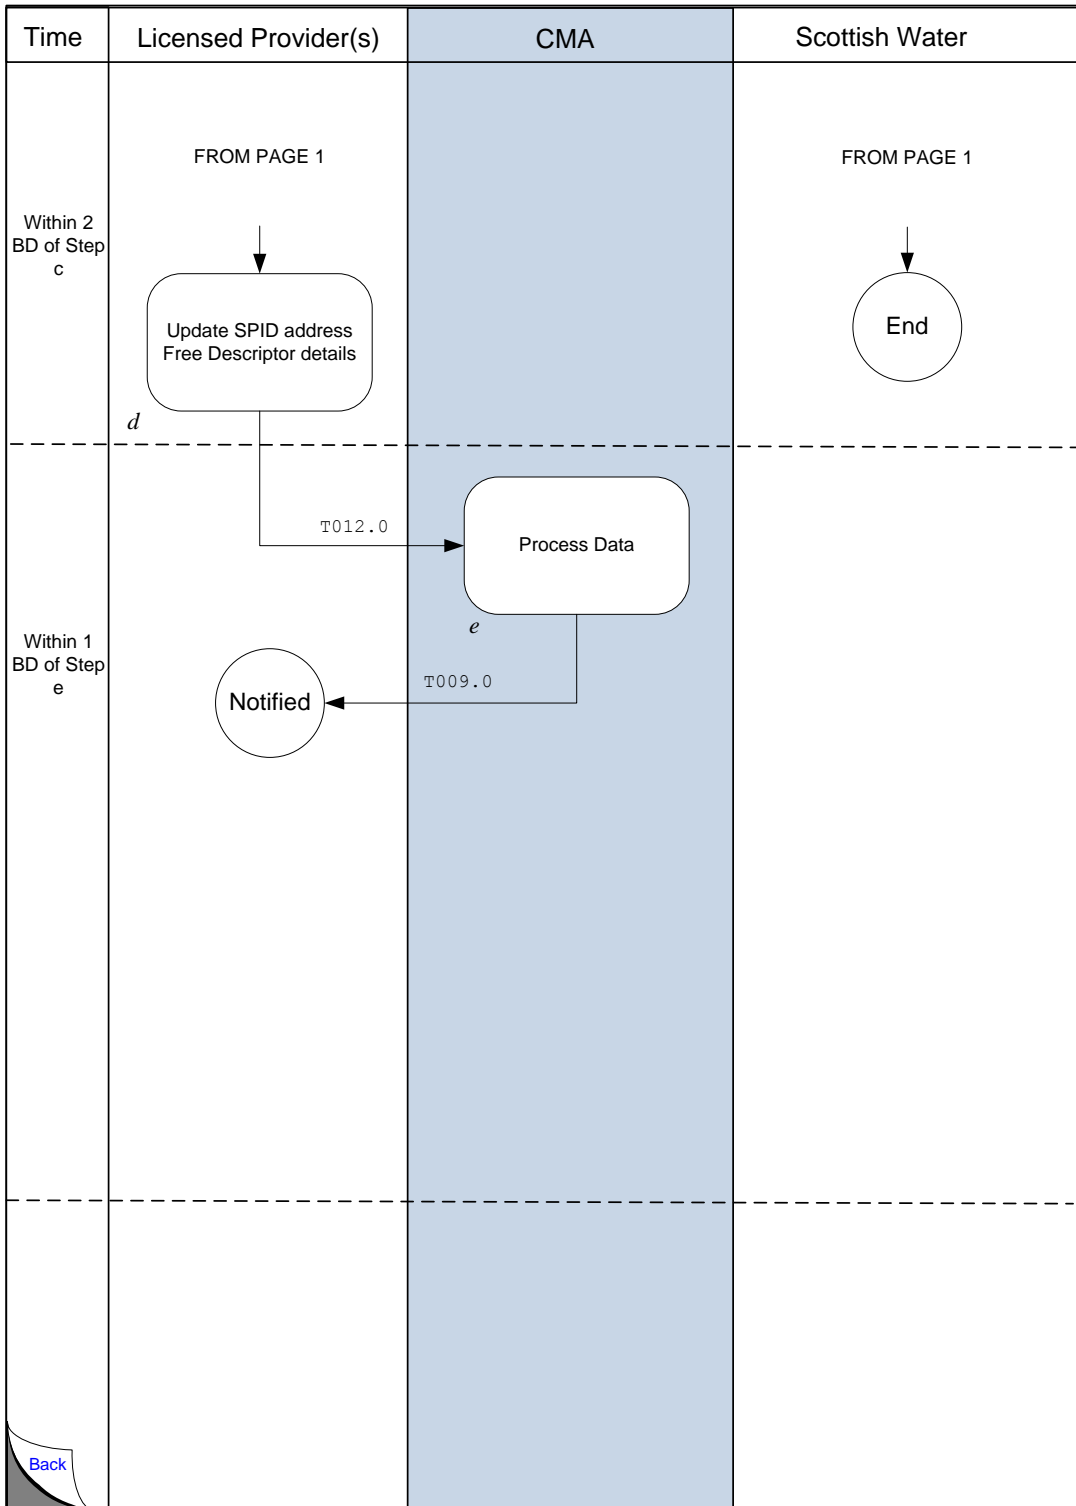 Time
Licensed Provider(s)
CMA
Scottish Water
FROM PAGE 1
FROM PAGE 1
Within 2
BD of Step
c
Update SPID address
Free Descriptor details
End
d
T012.0
Process Data
e
Within 1
BD of Step
e
T009.0
Notified
Back